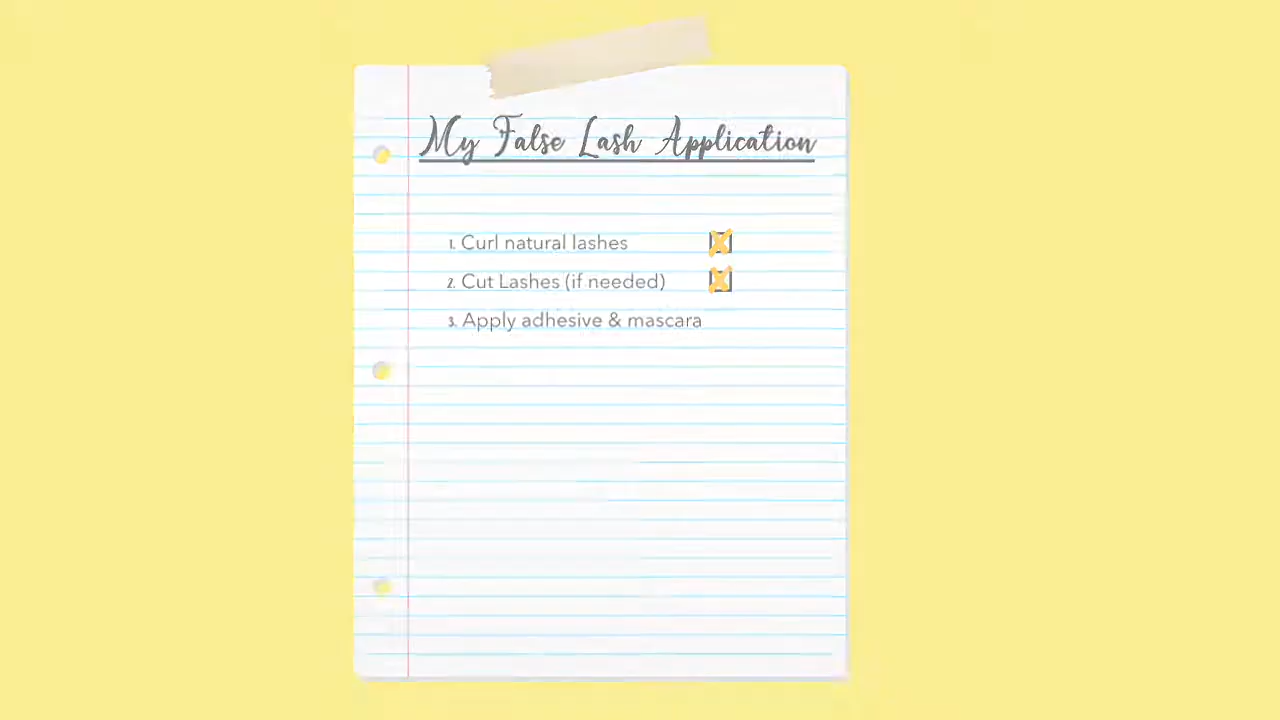 My False Lash Application
1. Curl natural lashes
2. Cut Lashes (if needed)
3. Apply adhesive & mascara